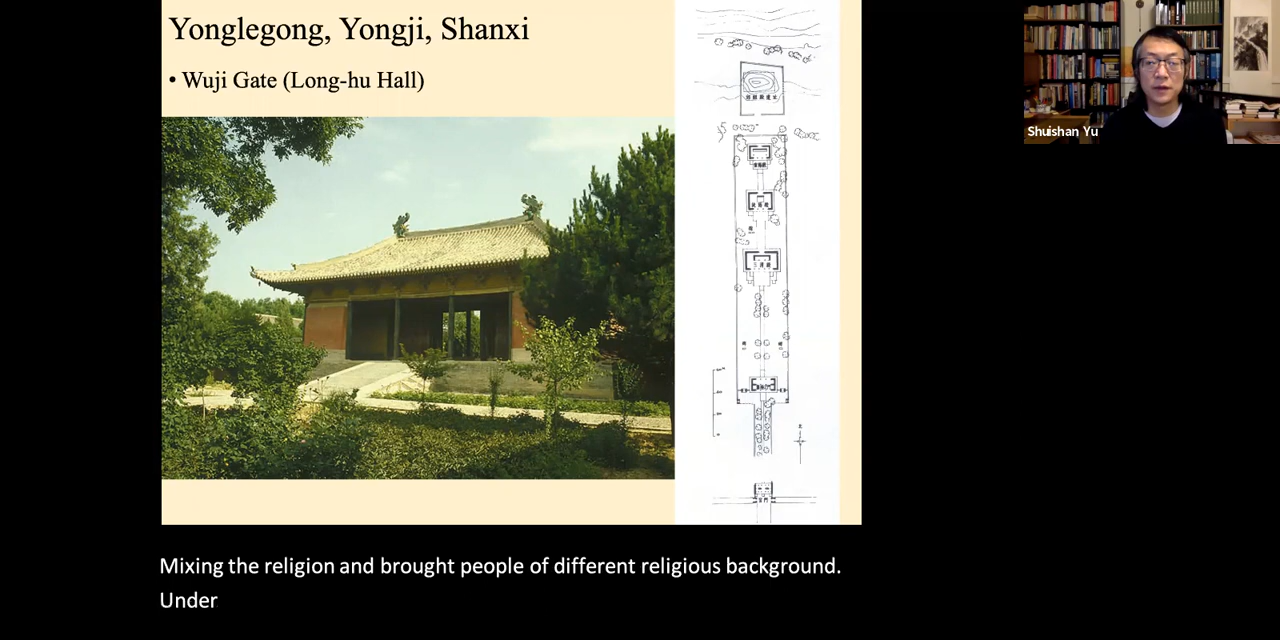 Yonglegong, Yongji, Shanxi
• Wuji Gate (Long-hu Hall)
Shuishan Yu
Mixing the religion and brought people of different religious background.
Under